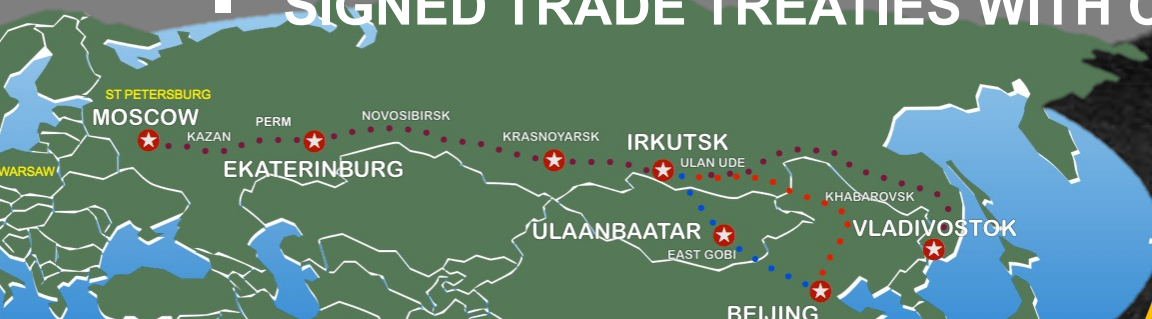 SIGNED TRADE TREATIES WITH
ST PETERSBURG
MOSCOW
KAZAN
PERM
NOVOSIBIRSK
EKATERINBURG
KRASNOYARSK
IRKUTSK
ULAN UDE
WARSAW
KHABAROVSK
ULAANBAATAR
VLADIVOSTOK
EAST GOBI
BEIJING